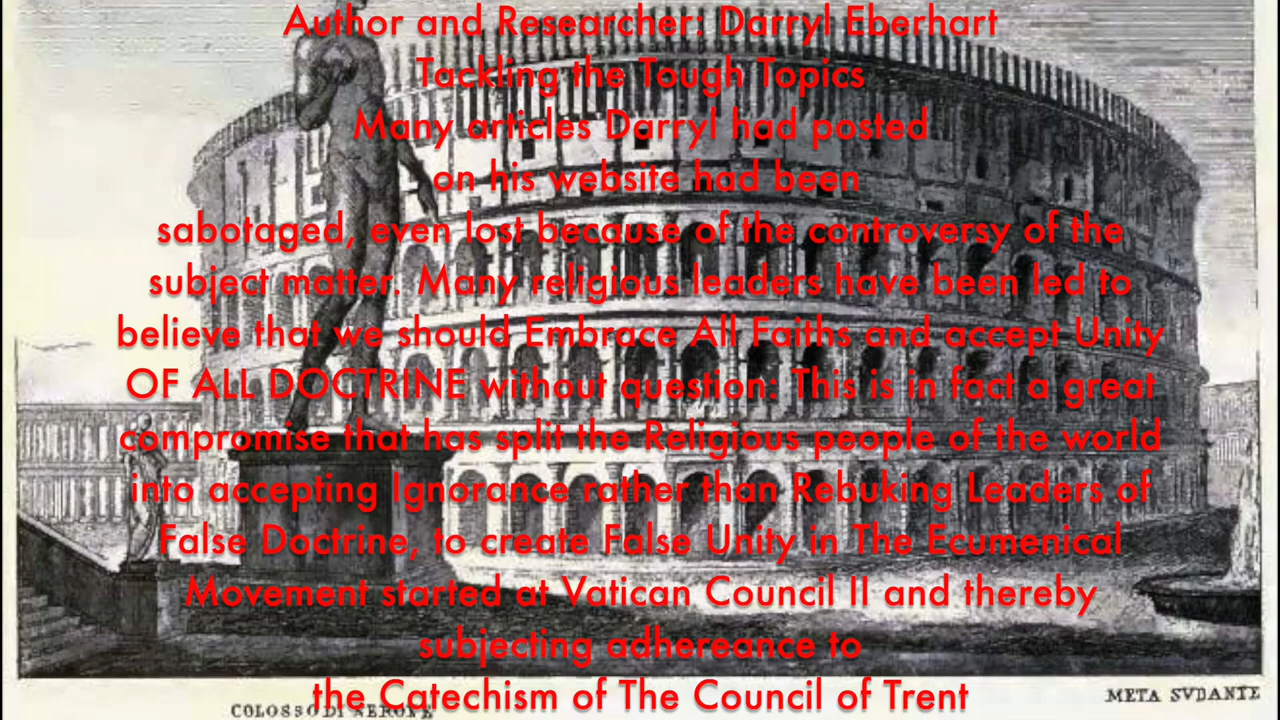 Author and Researcher: Darryl Eberhart
Tackling the Tough Topics
Many articles Darryl had posted
on his website had been
sabotaged, even lost because of the controversy of the
subject matter. Many religious leaders have been led to
believe that we should Embrace All Faiths and accept Unity
OF ALL DOCTRINE without question: This is in fact a great
compromise that has split the Religious people of the world
into accepting Ignorance rather than Rebuking Leaders of
False Doctrine, to create False Unity in The Ecumenical
Movement started at Vatican Council II and thereby
subjecting adhereance to
the Catechism of The Council of Trent
COLOSSO DI NERONE
META SVDANTE